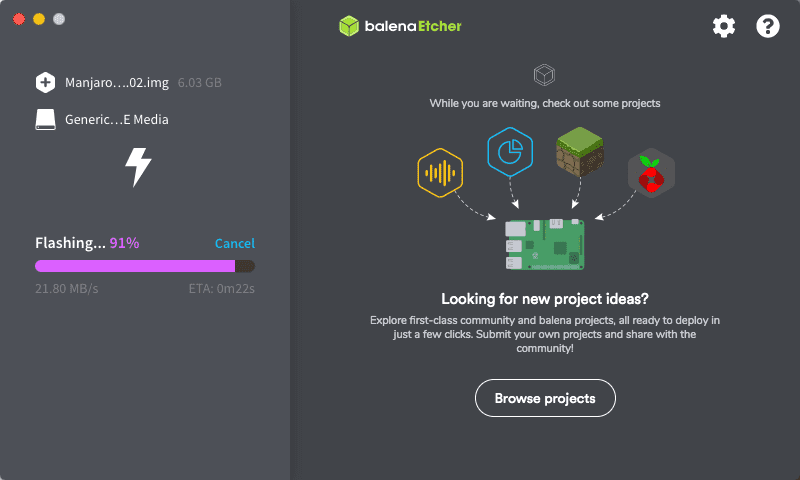 balenaEtcher
Manjaro....02.img 6.03 GB
Generic...E Media
Flashing... 91% Cancel
21.80 MB/s ETA: 0m22s
While you are waiting, check out some projects
Looking for new project ideas?
Explore first-class community and balena projects, all ready to deploy in
just a few clicks. Submit your own projects and share with the
community!
Browse projects